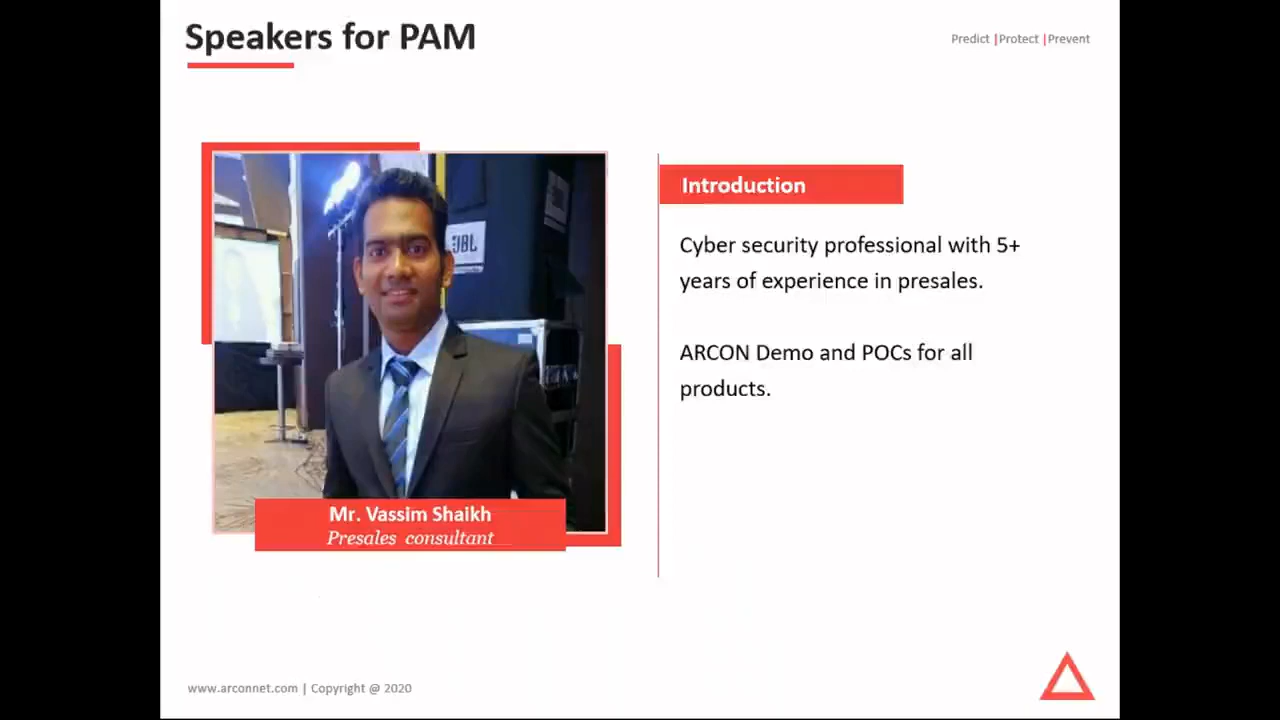 Speakers for PAM
Predict |Protect |Prevent
JBL
Introduction
Cyber security professional with 5+
years of experience in presales.
ARCON Demo and POCs for all
products.
Mr. Vassim Shaikh
Presales consultant
www.arconnet.com | Copyright @ 2020